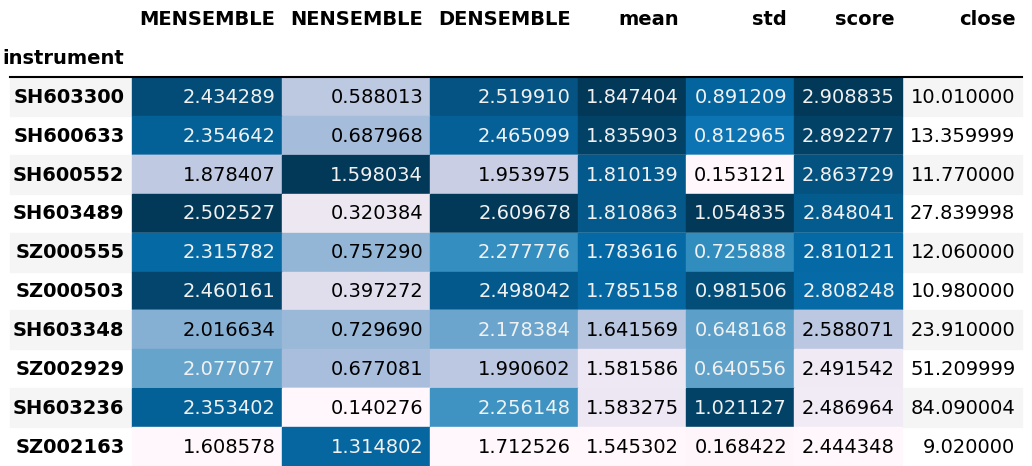 MENSEMBLE NENSEMBLE DENSEMBLE mean std score close
instrument
SH603300 2.434289 0.588013 2.519910 1.847404 0.891209 2.908835 10.010000
SH600633 2.354642 0.687968 2.465099 1.835903 0.812965 2.892277 13.359999
SH600552 1.878407 1.598034 1.953975 1.810139 0.153121 2.863729 11.770000
SH603489 2.502527 0.320384 2.609678 1.810863 1.054835 2.848041 27.839998
SZ000555 2.315782 0.757290 2.277776 1.783616 0.725888 2.810121 12.060000
SZ000503 2.460161 0.397272 2.498042 1.785158 0.981506 2.808248 10.980000
SH603348 2.016634 0.729690 2.178384 1.641569 0.648168 2.588071 23.910000
SZ002929 2.077077 0.677081 1.990602 1.581586 0.640556 2.491542 51.209999
SH603236 2.353402 0.140276 2.256148 1.583275 1.021127 2.486964 84.090004
SZ002163 1.608578 1.314802 1.712526 1.545302 0.168422 2.444348 9.020000